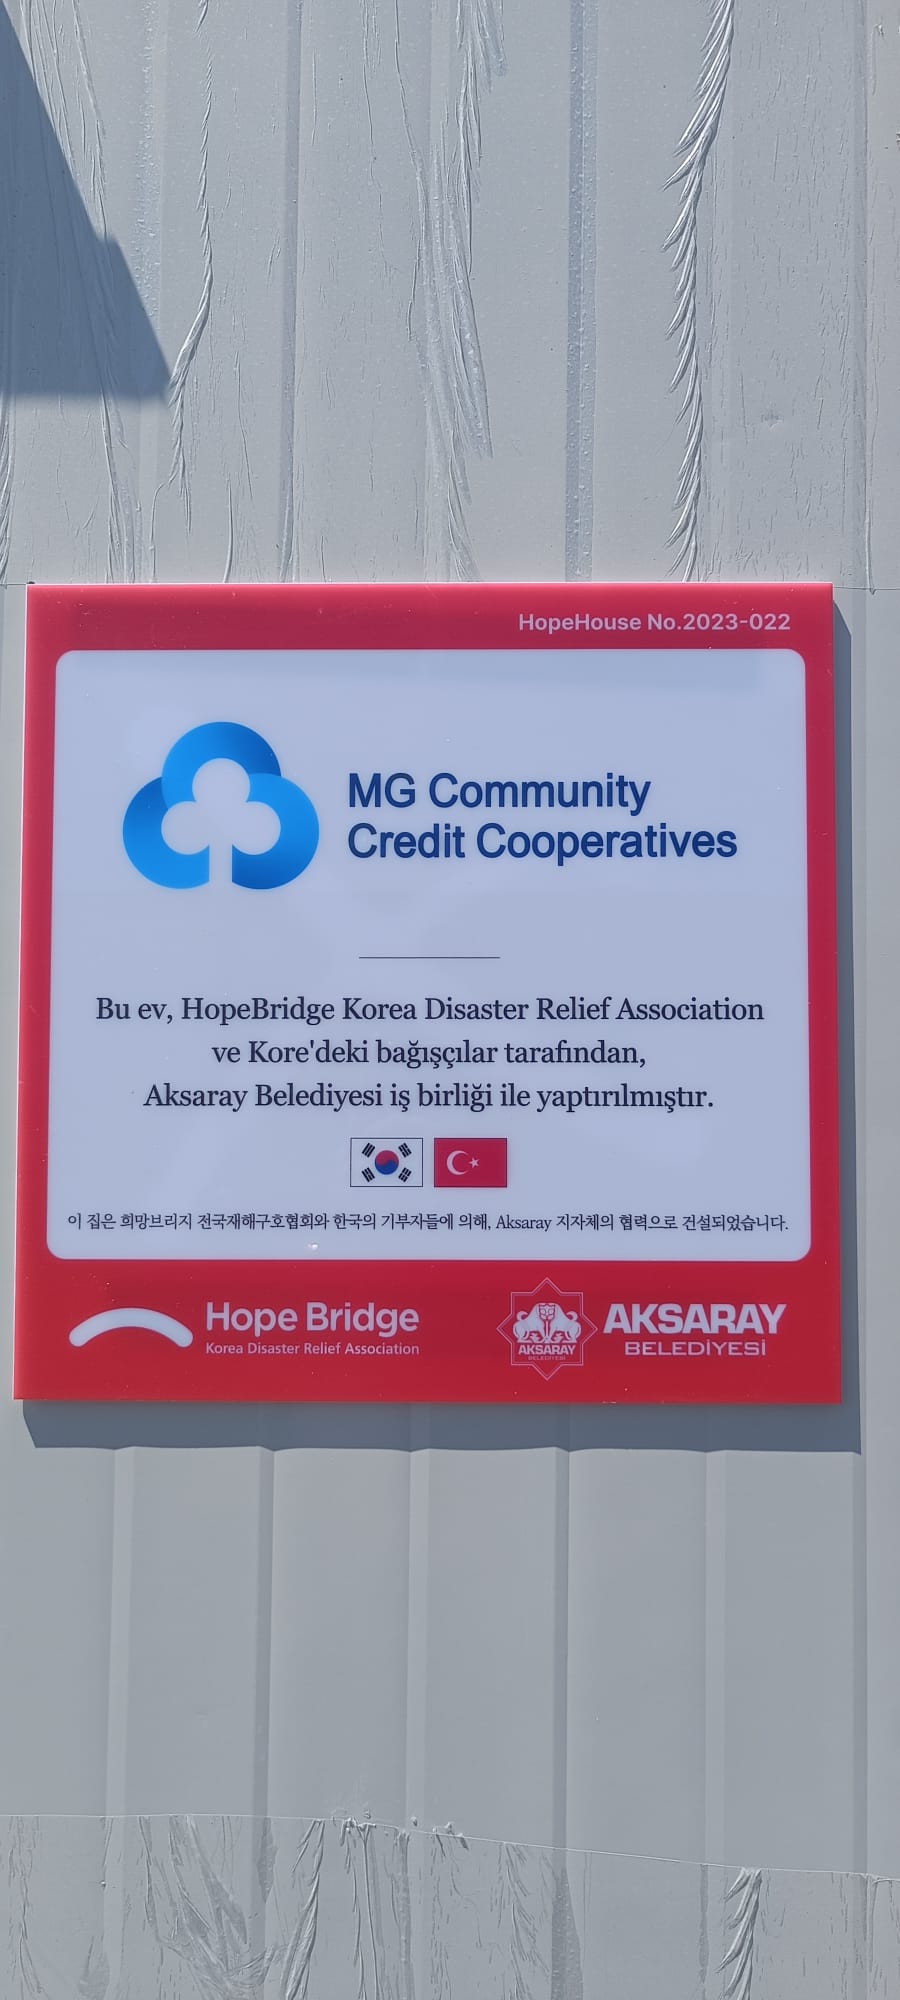 HopeHouse No.2023-022
MG Community
Credit Cooperatives
Bu ev, HopeBridge Korea Disaster Relief Association
ve Kore'deki bağışçılar tarafından,
Aksaray Belediyesi iş birliği ile yaptırılmıştır.
이 집은 희망브리지 전국재해구호협회와 한국의 기부자들에 의해, Aksaray 지자체의 협력으로 건설되었습니다.
Hope Bridge
Korea Disaster Relief Association
AKSARAY
BELEDİYESİ
AKSARAY
BELEDİYESİ